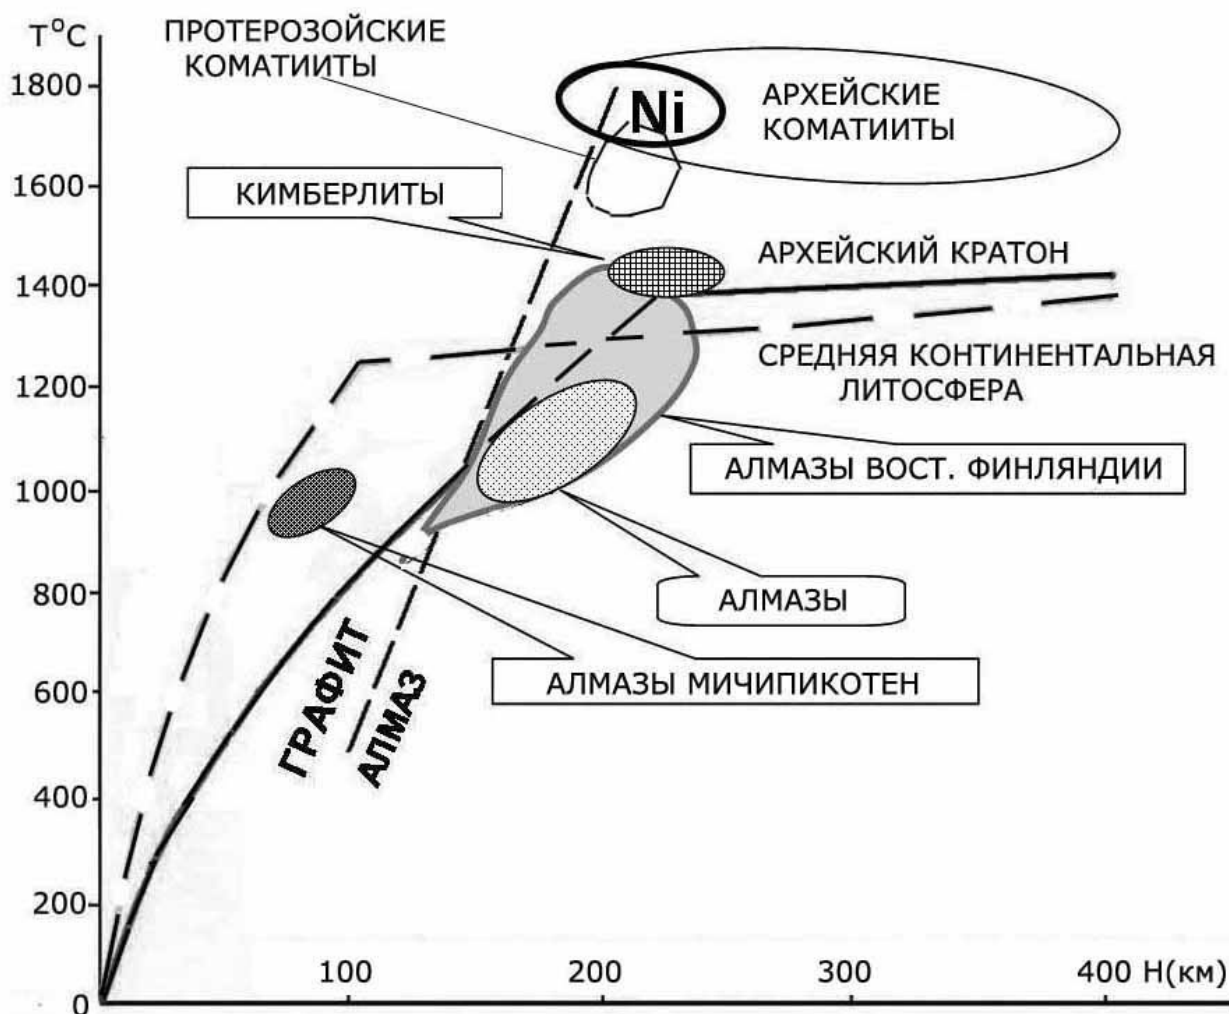 T°C
ПРОТЕРОЗОЙСКИЕ
КОМАТИИТЫ
1800
Ni
АРХЕЙСКИЕ
КОМАТИИТЫ
1600
КИМБЕРЛИТЫ
АРХЕЙСКИЙ КРАТОН
1400
СРЕДНЯЯ КОНТИНЕНТАЛЬНАЯ
ЛИТОСФЕРА
1200
АЛМАЗЫ ВОСТ. ФИНЛЯНДИИ
1000
800
АЛМАЗЫ
ГРАФИТ
АЛМАЗ
600
АЛМАЗЫ МИЧИПИКОТЕН
400
200
0
100
200
300
400 H(км)